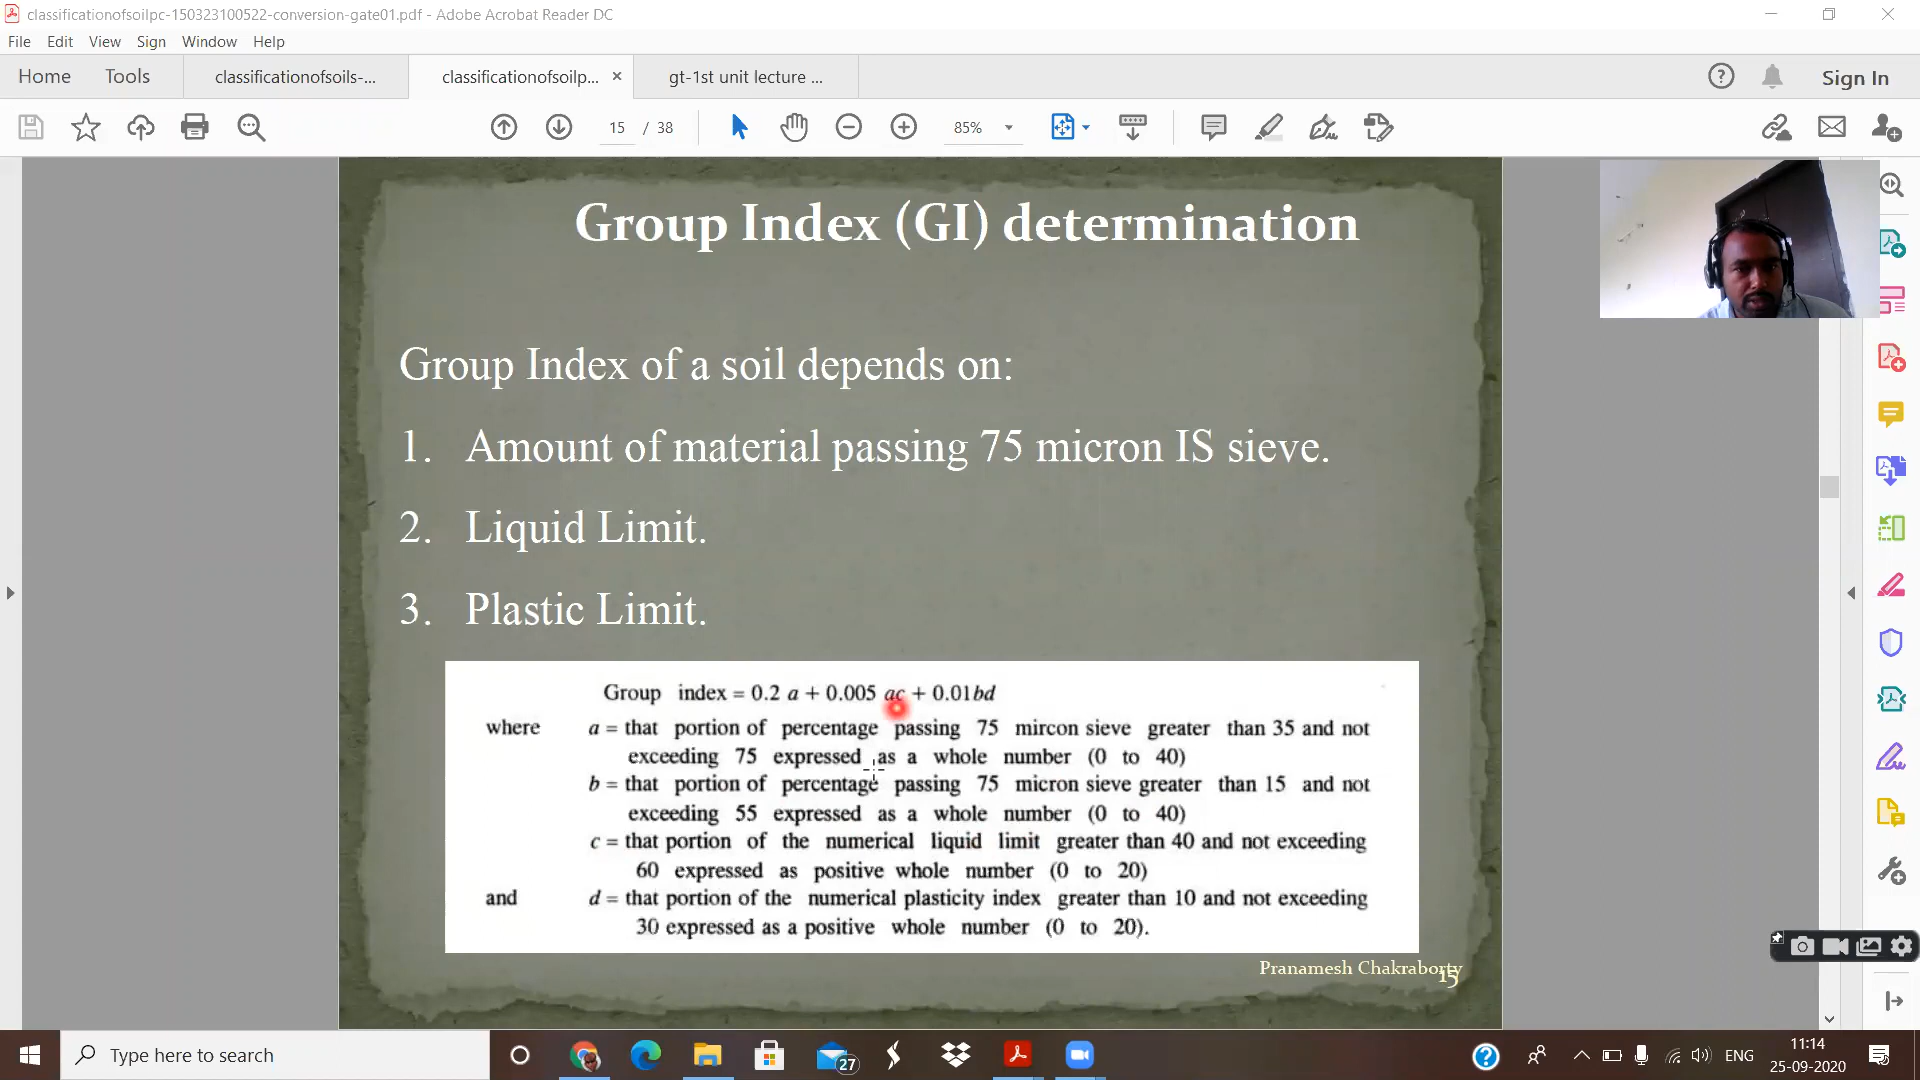 classificationofsoilpc-150323100522-conversion-gate01.pdf - Adobe Acrobat Reader DC
File Edit View Sign Window Help
Home Tools classificationofsoils-... classificationofsoilp... gt-1st unit lecture ... Sign In
15 / 38 85%
Group Index (GI) determination
Group Index of a soil depends on:
1. Amount of material passing 75 micron IS sieve.
2. Liquid Limit.
3. Plastic Limit.
Group index = 0.2 a + 0.005 ac + 0.01bd
where a = that portion of percentage passing 75 mircon sieve greater than 35 and not
exceeding 75 expressed as a whole number (0 to 40)
b = that portion of percentage passing 75 micron sieve greater than 15 and not
exceeding 55 expressed as a whole number (0 to 40)
c = that portion of the numerical liquid limit greater than 40 and not exceeding
60 expressed as positive whole number (0 to 20)
and d = that portion of the numerical plasticity index greater than 10 and not exceeding
30 expressed as a positive whole number (0 to 20).
Pranamesh Chakraborty
15
Type here to search
27
ENG
11:14
25-09-2020